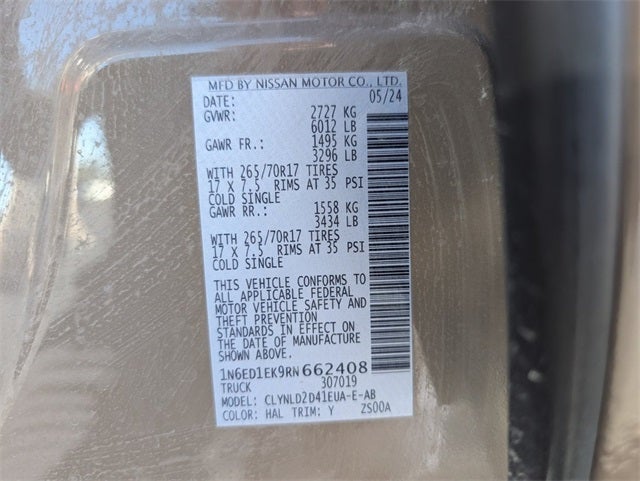 MFD BY NISSAN MOTOR CO., LTD.
DATE: 05/24
GVWR: 2727 KG
6012 LB
GAWR FR.: 1495 KG
3296 LB
WITH 265/70R17 TIRES
17 X 7.5 RIMS AT 35 PSI
COLD SINGLE
GAWR RR.: 1558 KG
3434 LB
WITH 265/70R17 TIRES
17 X 7.5 RIMS AT 35 PSI
COLD SINGLE
THIS VEHICLE CONFORMS TO
ALL APPLICABLE FEDERAL
MOTOR VEHICLE SAFETY AND
THEFT PREVENTION
STANDARDS IN EFFECT ON
THE DATE OF MANUFACTURE
SHOWN ABOVE.
1N6ED1EK9RN662408
TRUCK 307019
MODEL: CLYNLD2D41EUA-E-AB
COLOR: HAL TRIM: Y ZS00A